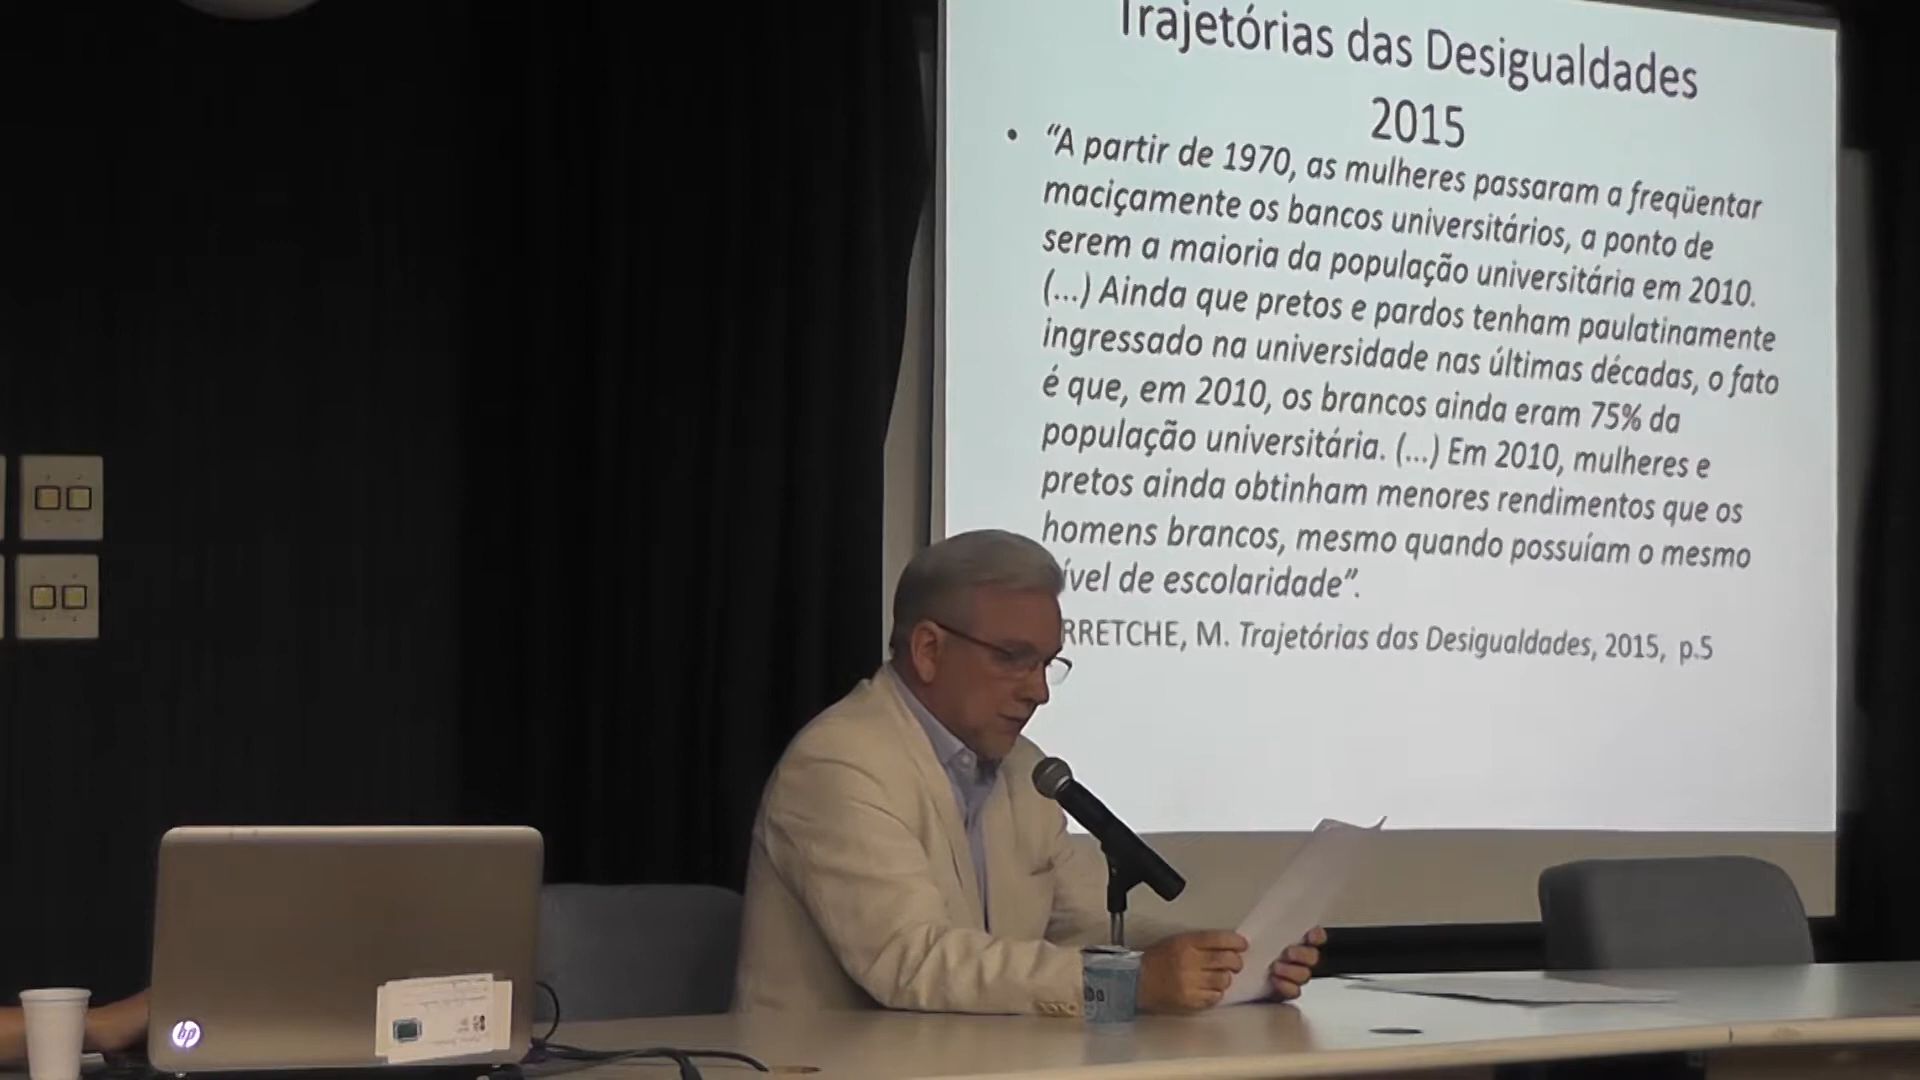 Trajetórias das Desigualdades
2015
• “A partir de 1970, as mulheres passaram a freqüentar
maciçamente os bancos universitários, a ponto de
serem a maioria da população universitária em 2010.
(...) Ainda que pretos e pardos tenham paulatinamente
ingressado na universidade nas últimas décadas, o fato
é que, em 2010, os brancos ainda eram 75% da
população universitária. (...) Em 2010, mulheres e
pretos ainda obtinham menores rendimentos que os
homens brancos, mesmo quando possuíam o mesmo
ível de escolaridade”.
RRETCHE, M. Trajetórias das Desigualdades, 2015, p.5
hp